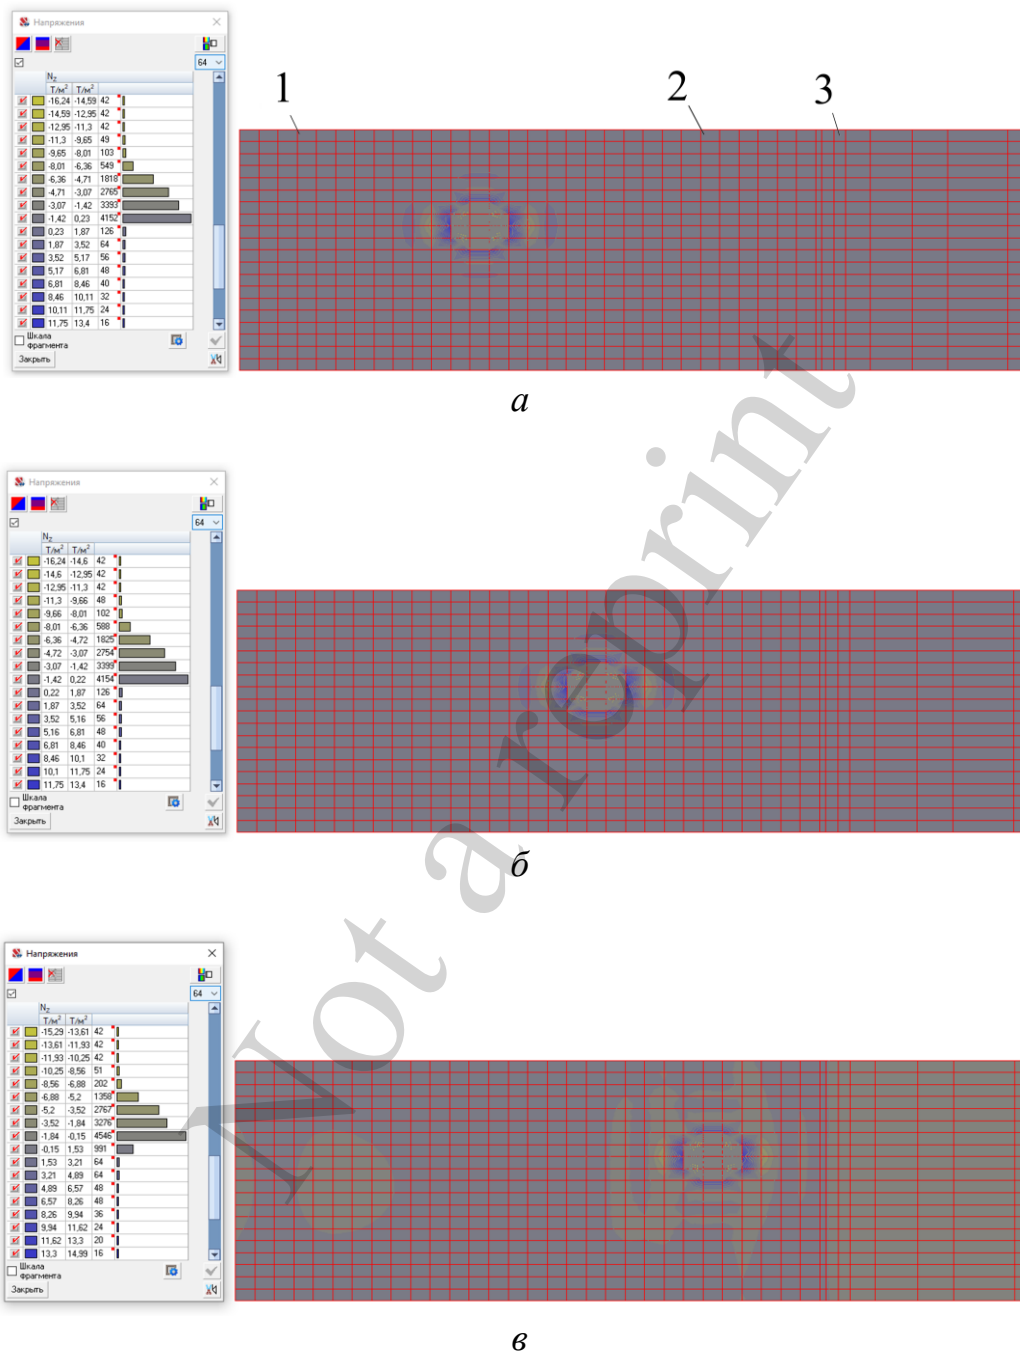 Напряжения
64
N_Z
Т/м² Т/м²
-16,24 -14,59 42
-14,59 -12,95 42
-12,95 -11,3 42
-11,3 -9,65 49
-9,65 -8,01 103
-8,01 -6,36 549
-6,36 -4,71 1818
-4,71 -3,07 2765
-3,07 -1,42 3393
-1,42 0,23 4152
0,23 1,87 126
1,87 3,52 64
3,52 5,17 56
5,17 6,81 48
6,81 8,46 40
8,46 10,11 32
10,11 11,75 24
11,75 13,4 16
Шкала
фрагмента
Закрыть
1 2 3
а
Напряжения
64
N_Z
Т/м² Т/м²
-16,24 -14,6 42
-14,6 -12,95 42
-12,95 -11,3 42
-11,3 -9,66 48
-9,66 -8,01 102
-8,01 -6,36 588
-6,36 -4,72 1825
-4,72 -3,07 2754
-3,07 -1,42 3399
-1,42 0,22 4154
0,22 1,87 126
1,87 3,52 64
3,52 5,16 56
5,16 6,81 48
6,81 8,46 40
8,46 10,1 32
10,1 11,75 24
11,75 13,4 16
Шкала
фрагмента
Закрыть
б
Напряжения
64
N_Z
Т/м² Т/м²
-15,29 -13,61 42
-13,61 -11,93 42
-11,93 -10,25 42
-10,25 -8,56 51
-8,56 -6,88 202
-6,88 -5,2 1358
-5,2 -3,52 2767
-3,52 -1,84 3276
-1,84 -0,15 4546
-0,15 1,53 991
1,53 3,21 64
3,21 4,89 64
4,89 6,57 48
6,57 8,26 48
8,26 9,94 36
9,94 11,62 24
11,62 13,3 20
13,3 14,99 16
Шкала
фрагмента
Закрыть
в
Not a reprint